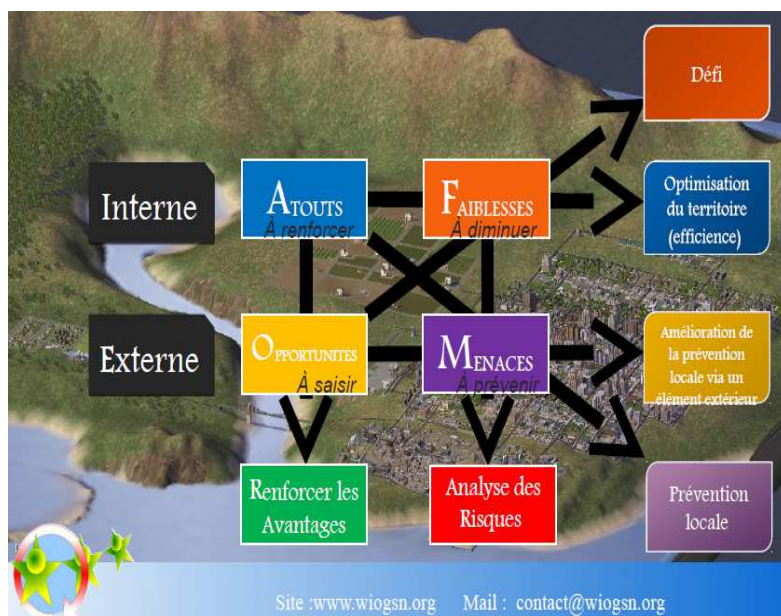 Défi
Interne
ATOUTS
À renforcer
FAIBLESSES
À diminuer
Optimisation
du territoire
(efficience)
Externe
OPPORTUNITES
À saisir
MENACES
À prévenir
Amélioration de
la prévention
locale via un
élément extérieur
Renforcer les
Avantages
Analyse des
Risques
Prévention
locale
Site :www.wiogsn.org Mail : contact@wiogsn.org